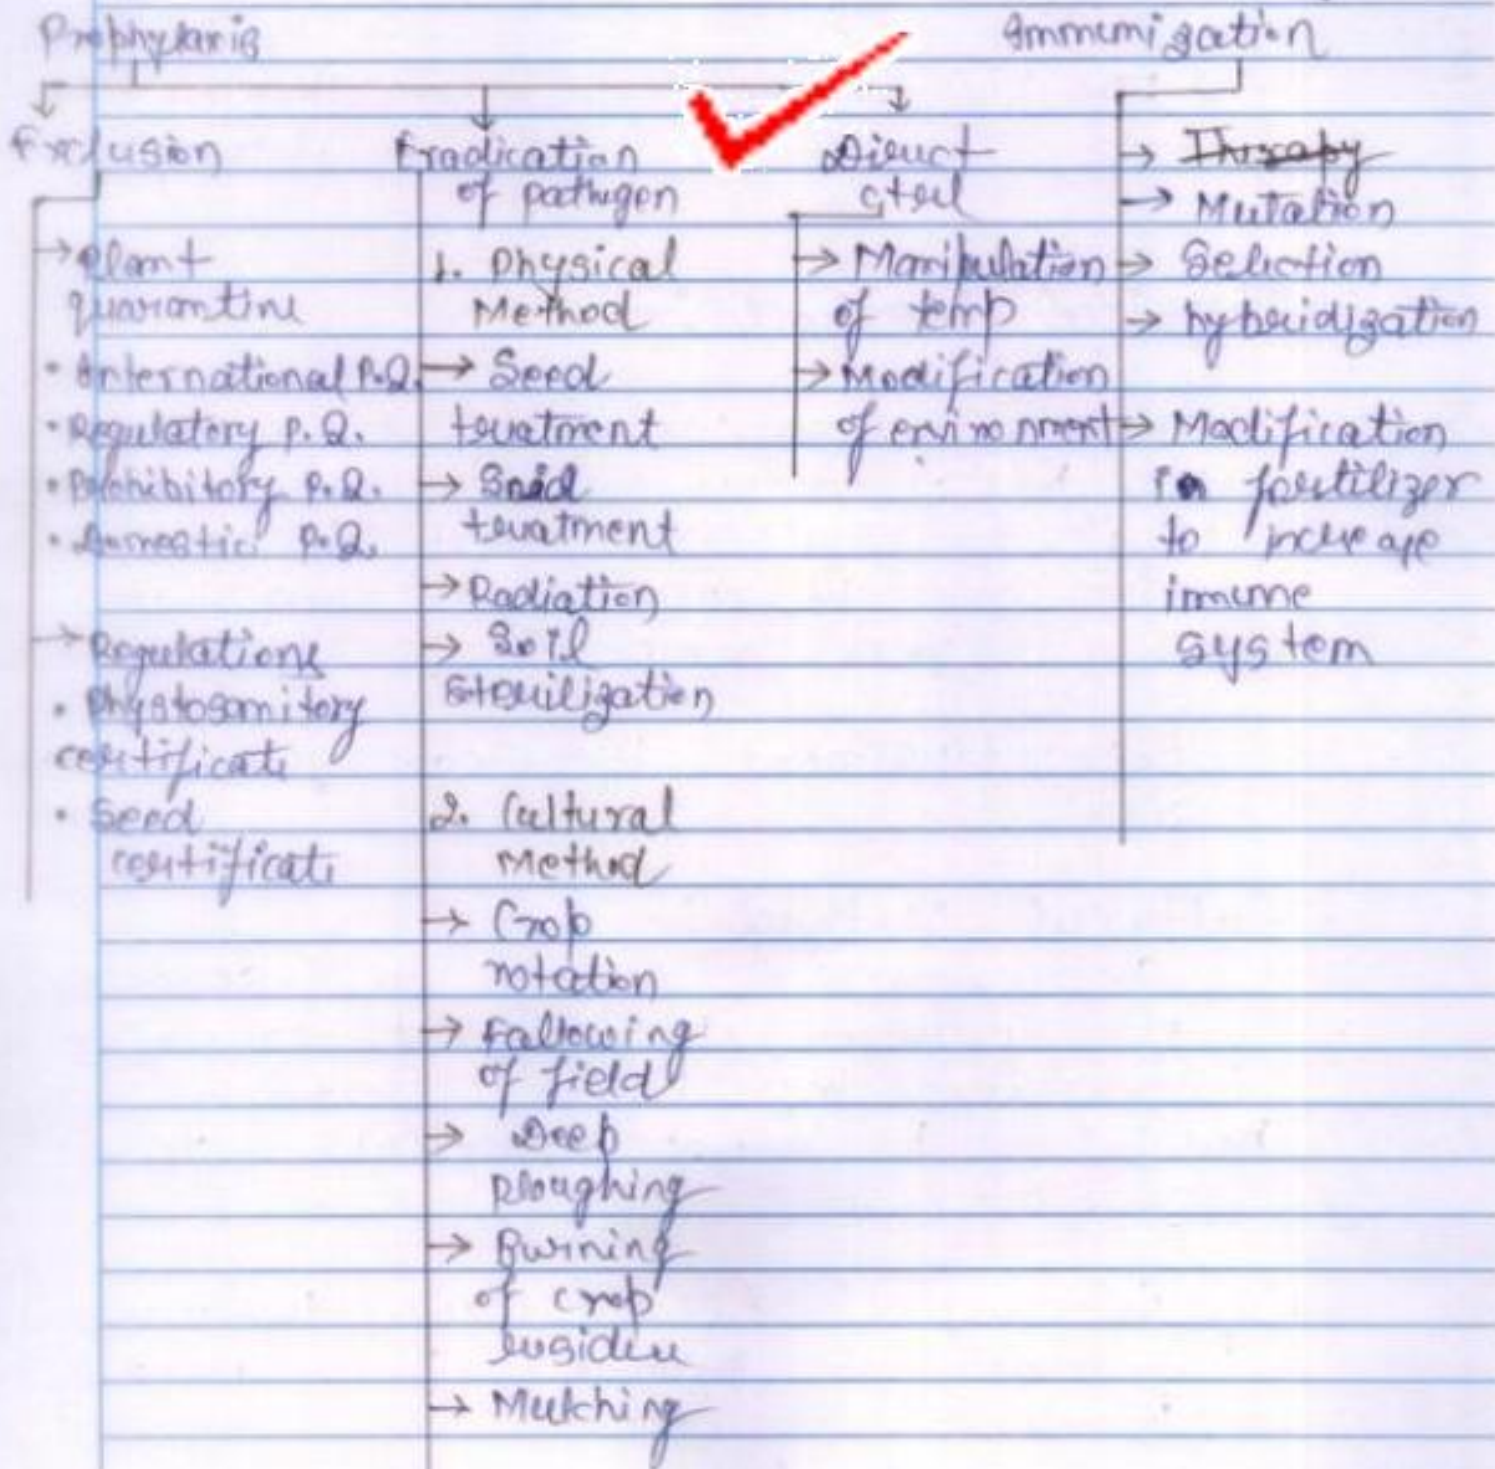 Prophylaxis
Exclusion
→ Plant
quarantine
• International P.Q.
• Regulatory P.Q.
• Prohibitory P.Q.
• Domestic P.Q.
→ Regulations
• Phystosanitory
certificate
• Seed
certificate
Eradication
of pathogen
1. Physical
Method
→ Seed
treatment
→ Soid
treatment
→ Radiation
→ Soil
Sterilization
2. Cultural
Method
→ Crop
rotation
→ Fallowing
of field
→ Deep
Ploughing
→ Burning
of crop
residue
→ Mulching
Direct
→ Manipulation
of temp
→ Modification
of environment
Immunization
→ Therapy
→ Mutation
→ Selection
→ hybridization
→ Modification
in fertilizer
to increase
immune
system